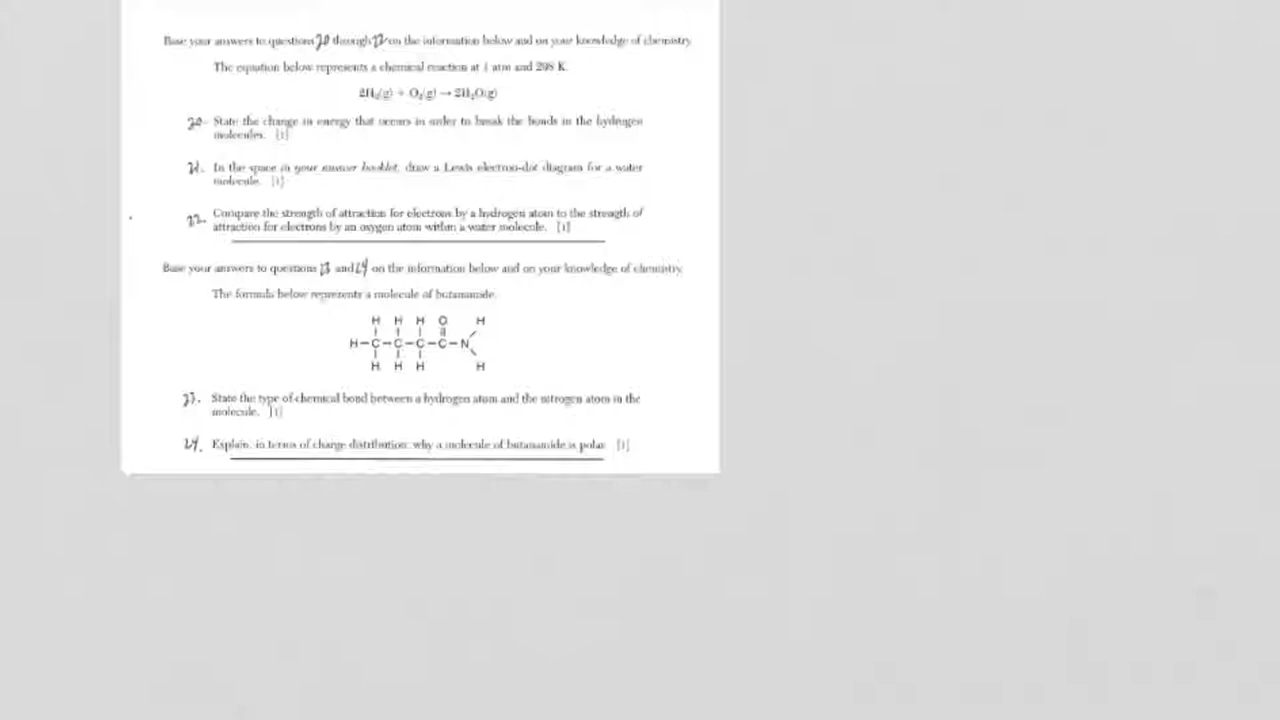 Base your answers to questions 20 through 22 on the information below and on your knowledge of chemistry.
The equation below represents a chemical reaction at 1 atm and 298 K.
2H₂(g) + O₂(g) → 2H₂O(g)
20. State the change in energy that occurs in order to break the bonds in the hydrogen
molecules. [1]
21. In the space in your answer booklet, draw a Lewis electron-dot diagram for a water
molecule. [1]
22. Compare the strength of attraction for electrons by a hydrogen atom to the strength of
attraction for electrons by an oxygen atom within a water molecule. [1]
Base your answers to questions 23 and 24 on the information below and on your knowledge of chemistry.
The formula below represents a molecule of butanamide.
H H H O H
H-C-C-C-C-N
H H H H
23. State the type of chemical bond between a hydrogen atom and the nitrogen atom in the
molecule. [1]
24. Explain, in terms of charge distribution, why a molecule of butanamide is polar. [1]